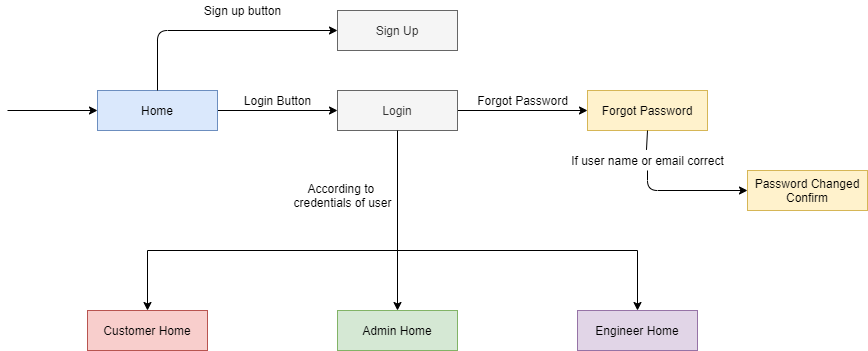 Sign up button
Sign Up
Home
Login Button
Login
Forgot Password
Forgot Password
If user name or email correct
Password Changed
Confirm
According to
credentials of user
Customer Home
Admin Home
Engineer Home